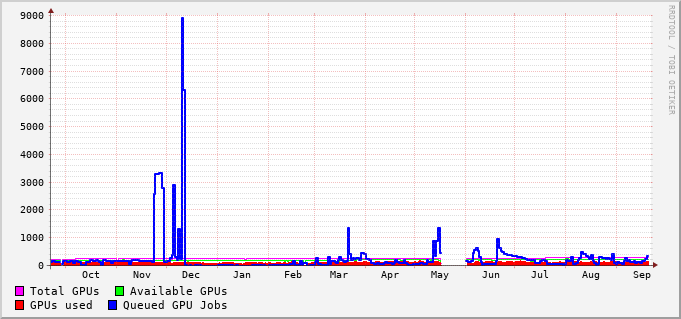 9000
8000
7000
6000
5000
4000
3000
2000
1000
0
Oct Nov Dec Jan Feb Mar Apr May Jun Jul Aug Sep
Total GPUs Available GPUs
GPUs used Queued GPU Jobs
RRDTOOL / TOBI OETIKER